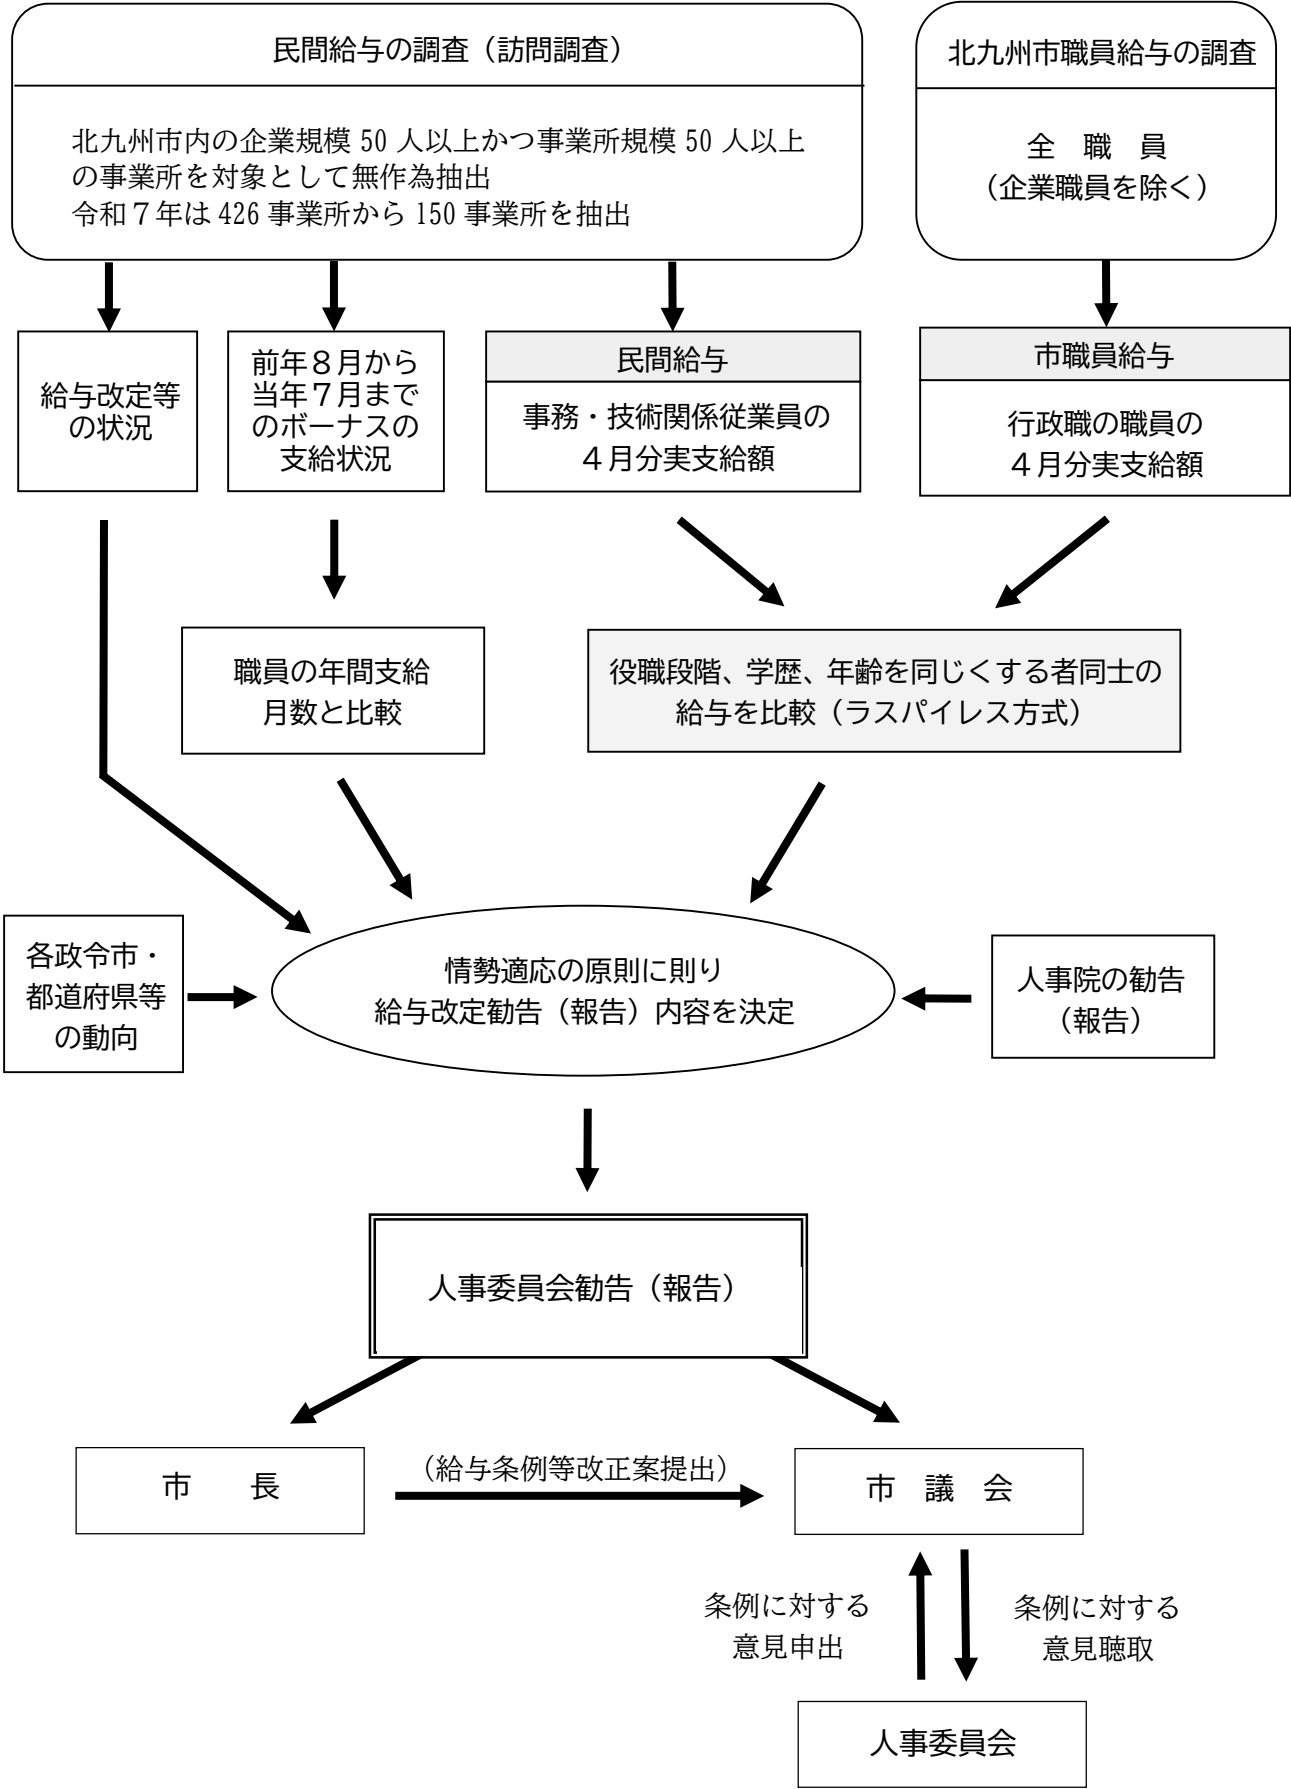 民間給与の調査（訪問調査）
北九州市内の企業規模 50 人以上かつ事業所規模 50 人以上
の事業所を対象として無作為抽出
令和７年は 426 事業所から 150 事業所を抽出
北九州市職員給与の調査
全　職　員
（企業職員を除く）
給与改定等
の状況
前年８月から
当年７月まで
のボーナスの
支給状況
民間給与
事務・技術関係従業員の
４月分実支給額
市職員給与
行政職の職員の
４月分実支給額
職員の年間支給
月数と比較
役職段階、学歴、年齢を同じくする者同士の
給与を比較（ラスパイレス方式）
各政令市・
都道府県等
の動向
情勢適応の原則に則り
給与改定勧告（報告）内容を決定
人事院の勧告
（報告）
人事委員会勧告（報告）
市　　長
（給与条例等改正案提出）
市　議　会
条例に対する
意見申出
条例に対する
意見聴取
人事委員会